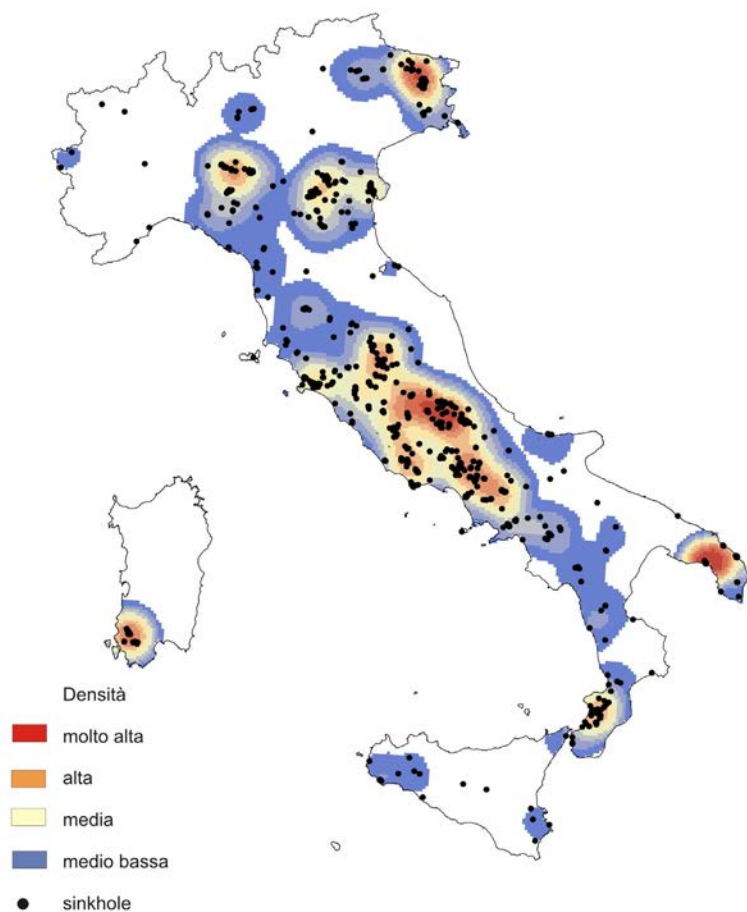 Densità
molto alta
alta
media
medio bassa
sinkhole